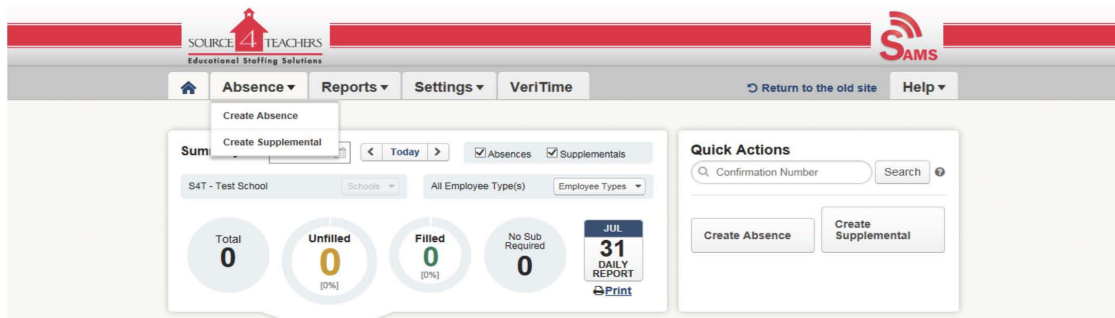 SOURCE 4 TEACHERS
Educational Staffing Solutions
SAMS
Absence Reports Settings VeriTime Return to the old site Help
Create Absence
Create Supplemental
Sum
Today
Absences Supplementals
S4T - Test School Schools All Employee Type(s) Employee Types
Total
0
Unfilled
0
[0%]
Filled
0
[0%]
No Sub
Required
0
JUL
31
DAILY
REPORT
Print
Quick Actions
Confirmation Number Search
Create Absence
Create
Supplemental